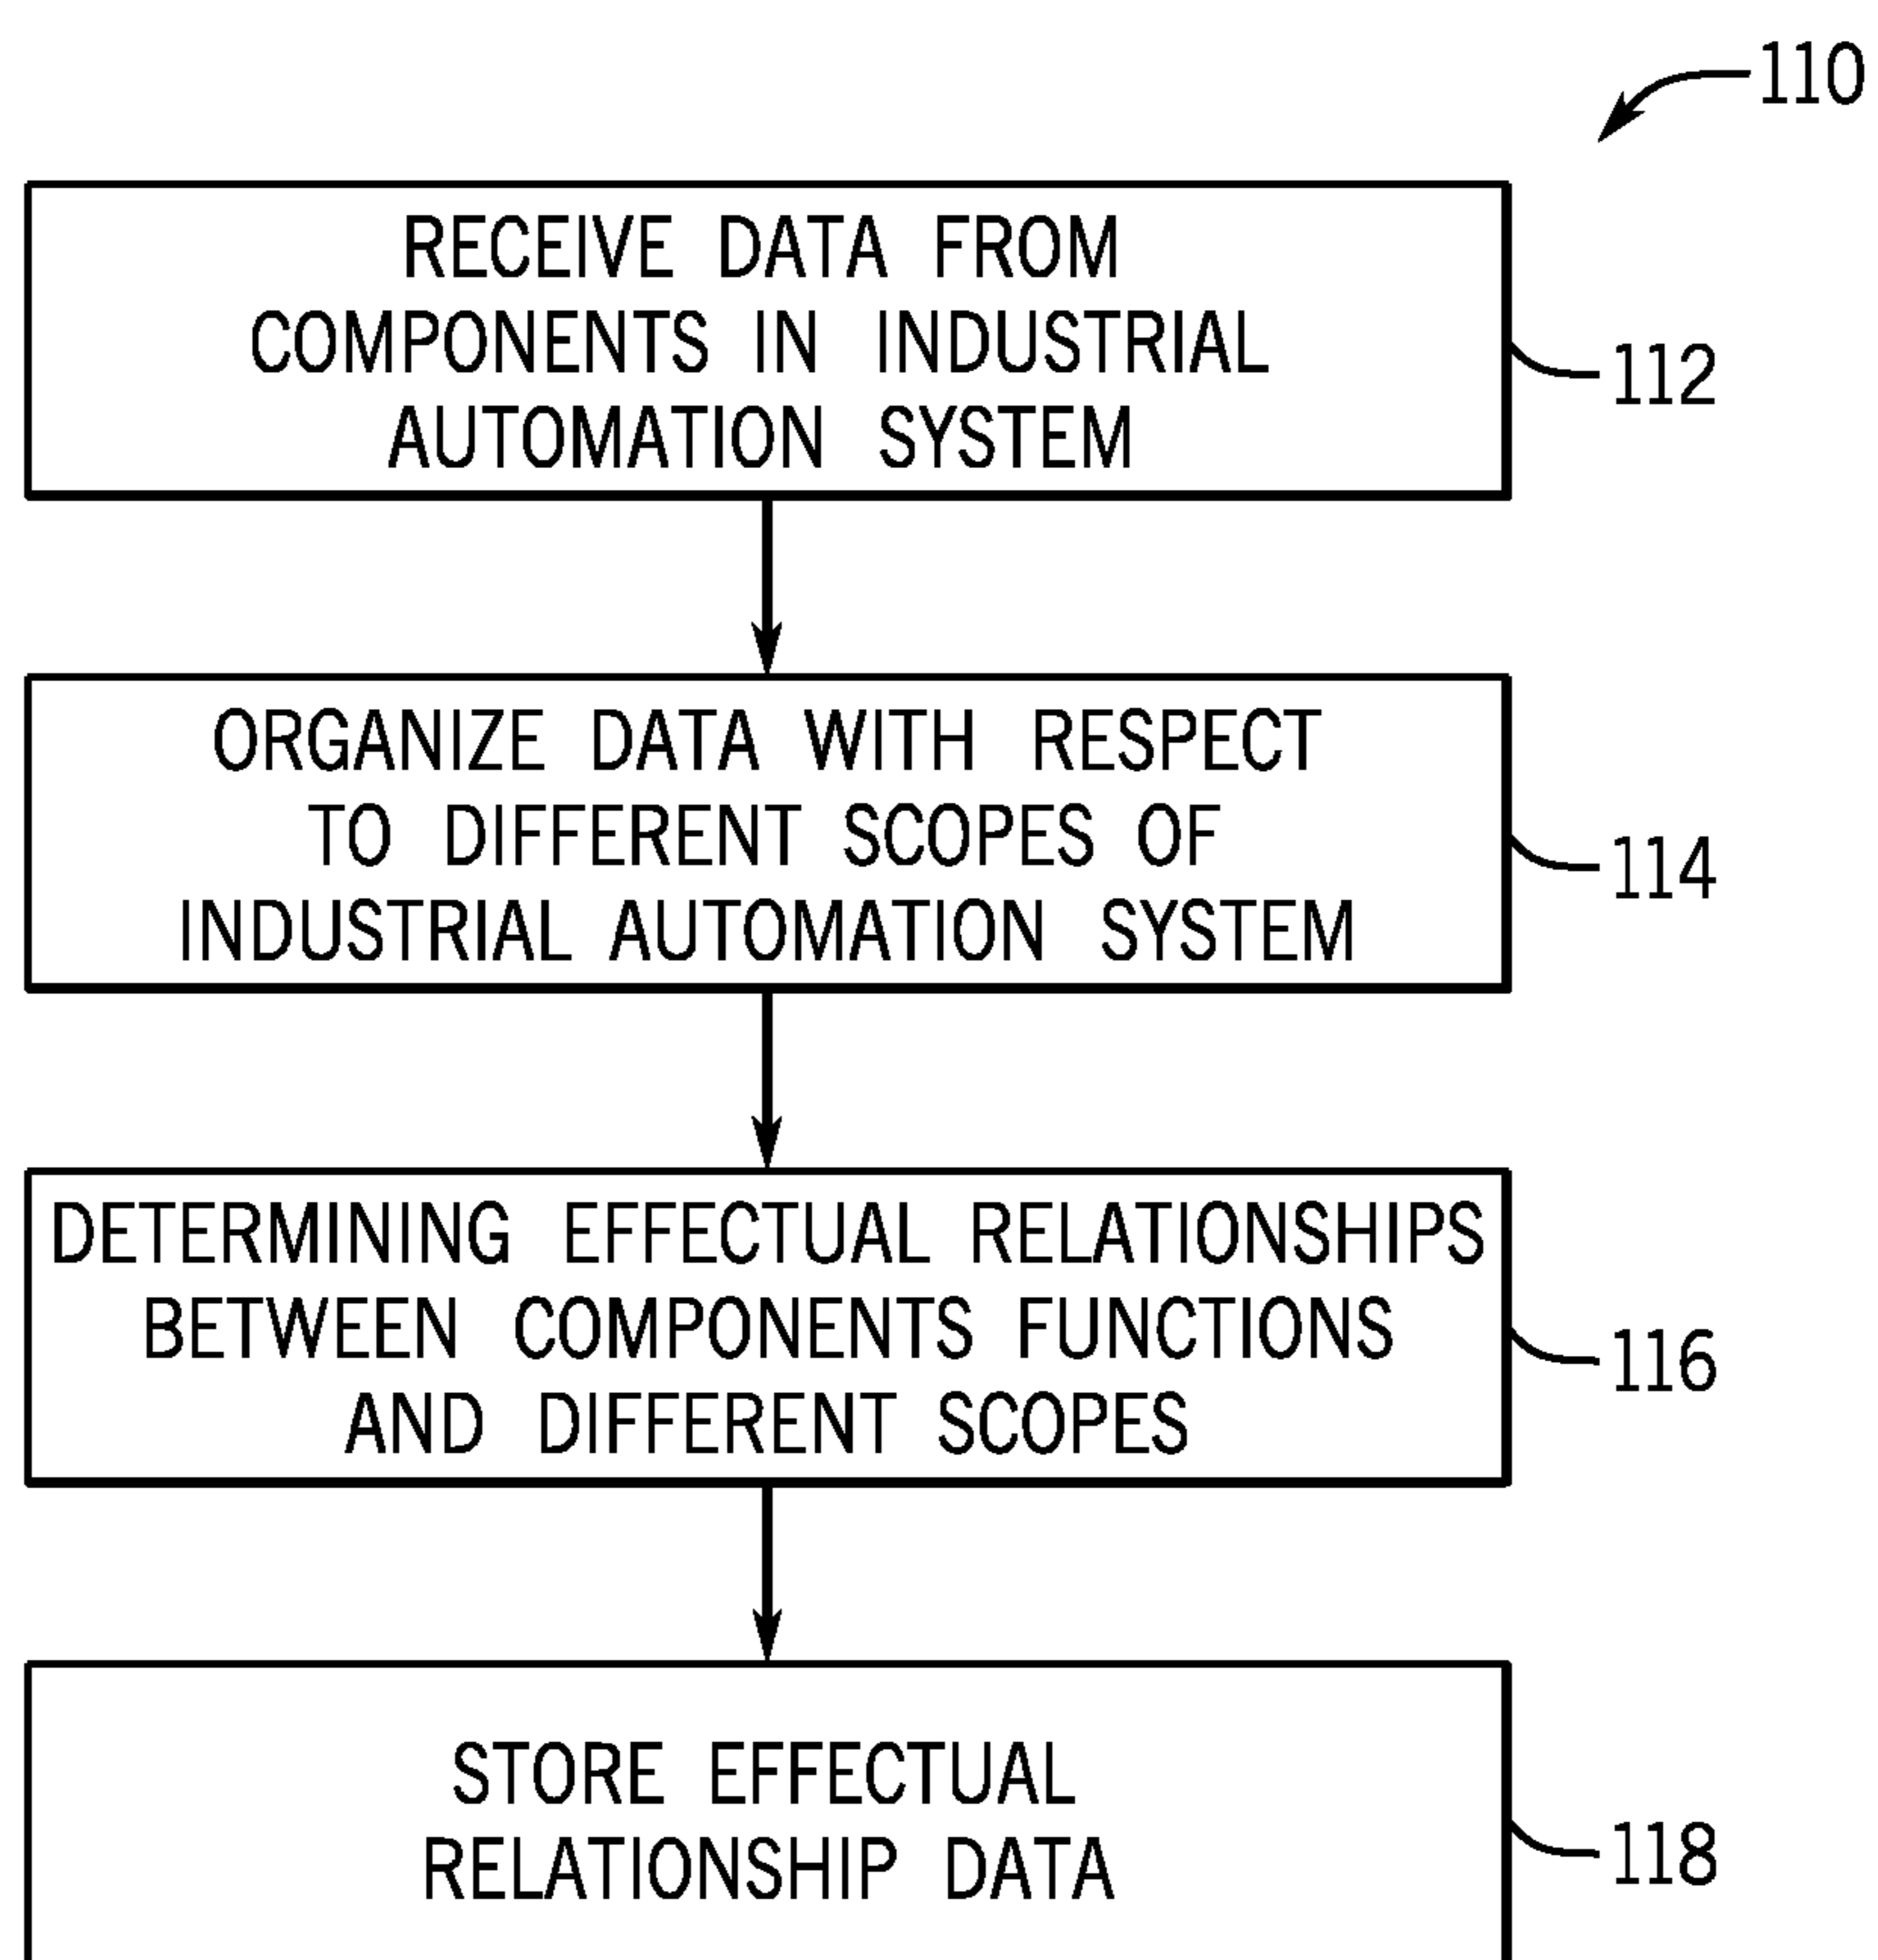 110
RECEIVE DATA FROM
COMPONENTS IN INDUSTRIAL
AUTOMATION SYSTEM
112
ORGANIZE DATA WITH RESPECT
TO DIFFERENT SCOPES OF
INDUSTRIAL AUTOMATION SYSTEM
114
DETERMINING EFFECTUAL RELATIONSHIPS
BETWEEN COMPONENTS FUNCTIONS
AND DIFFERENT SCOPES
116
STORE EFFECTUAL
RELATIONSHIP DATA
118